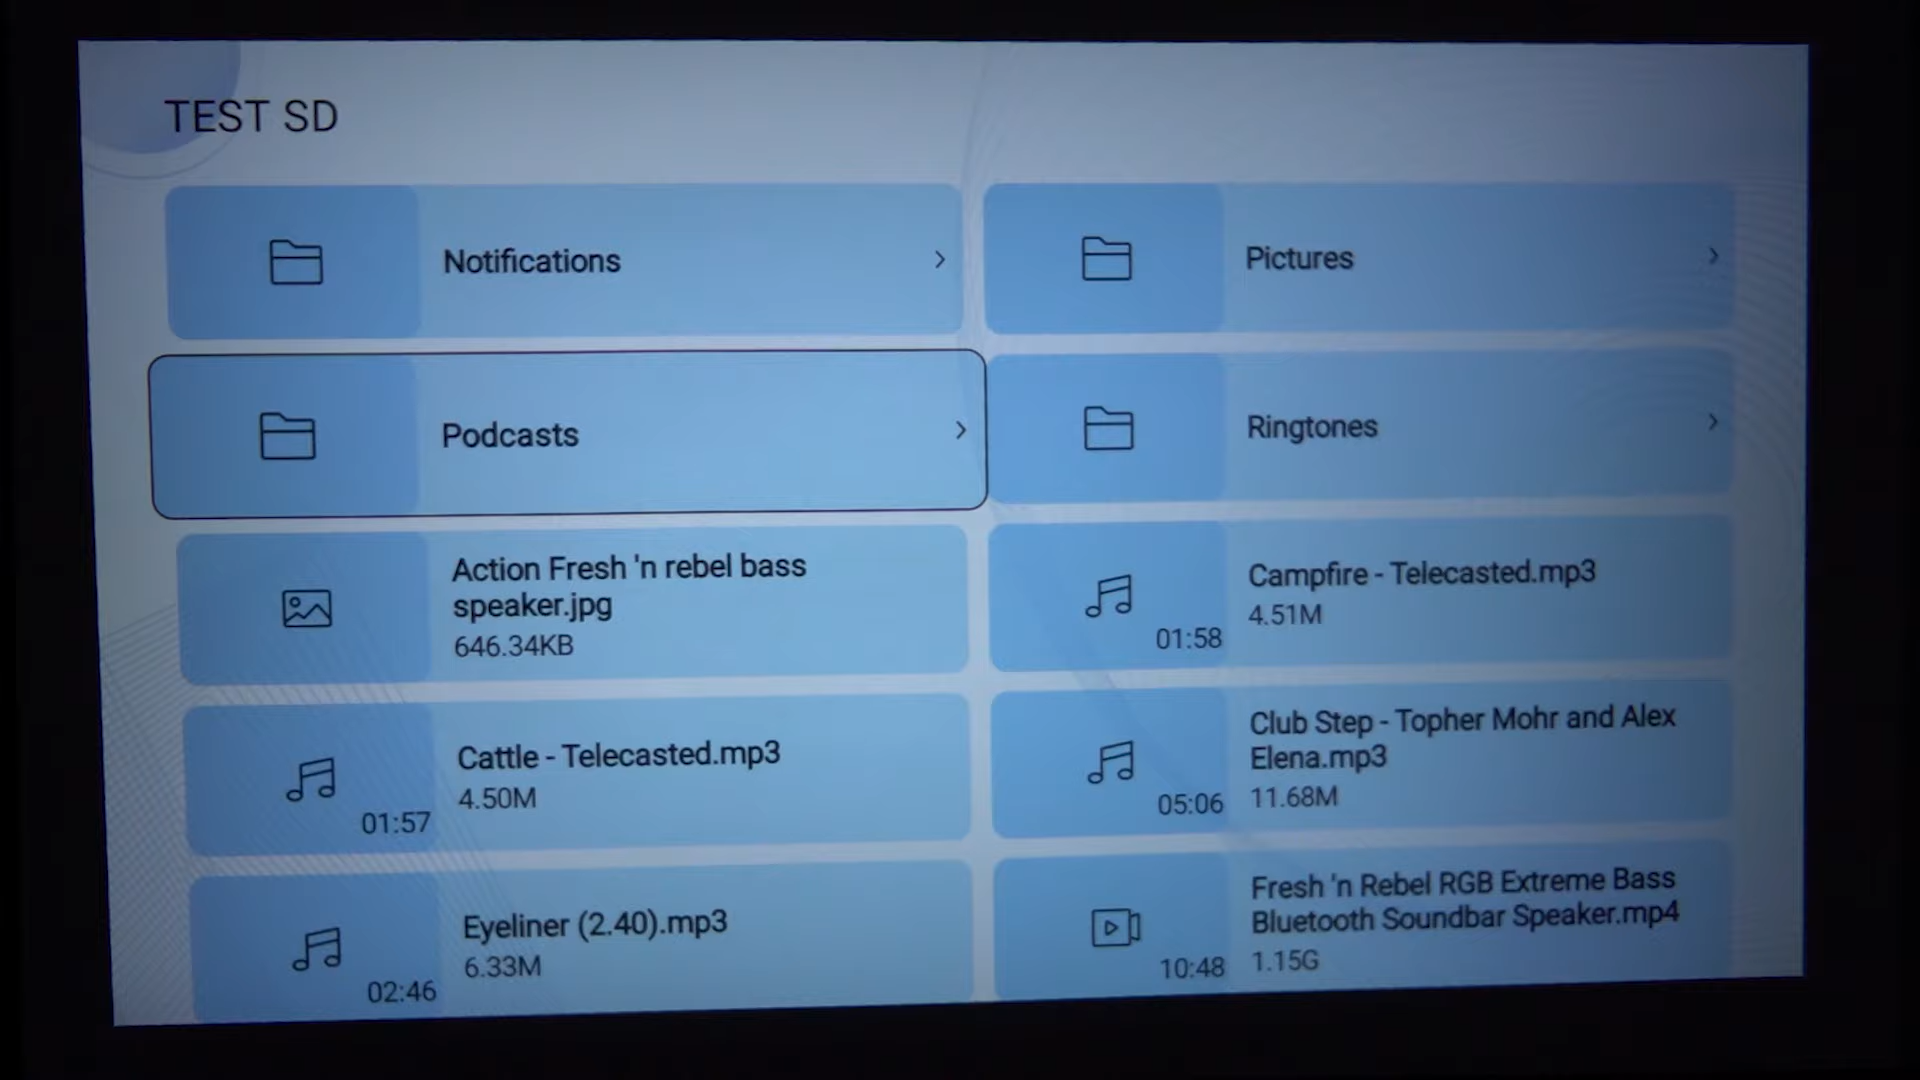 TEST SD
Notifications
Pictures
Podcasts
Ringtones
Action Fresh 'n rebel bass
speaker.jpg
646.34KB
Campfire - Telecasted.mp3
4.51M
01:58
Cattle - Telecasted.mp3
4.50M
01:57
Club Step - Topher Mohr and Alex
Elena.mp3
11.68M
05:06
Eyeliner (2.40).mp3
6.33M
02:46
Fresh 'n Rebel RGB Extreme Bass
Bluetooth Soundbar Speaker.mp4
1.15G
10:48